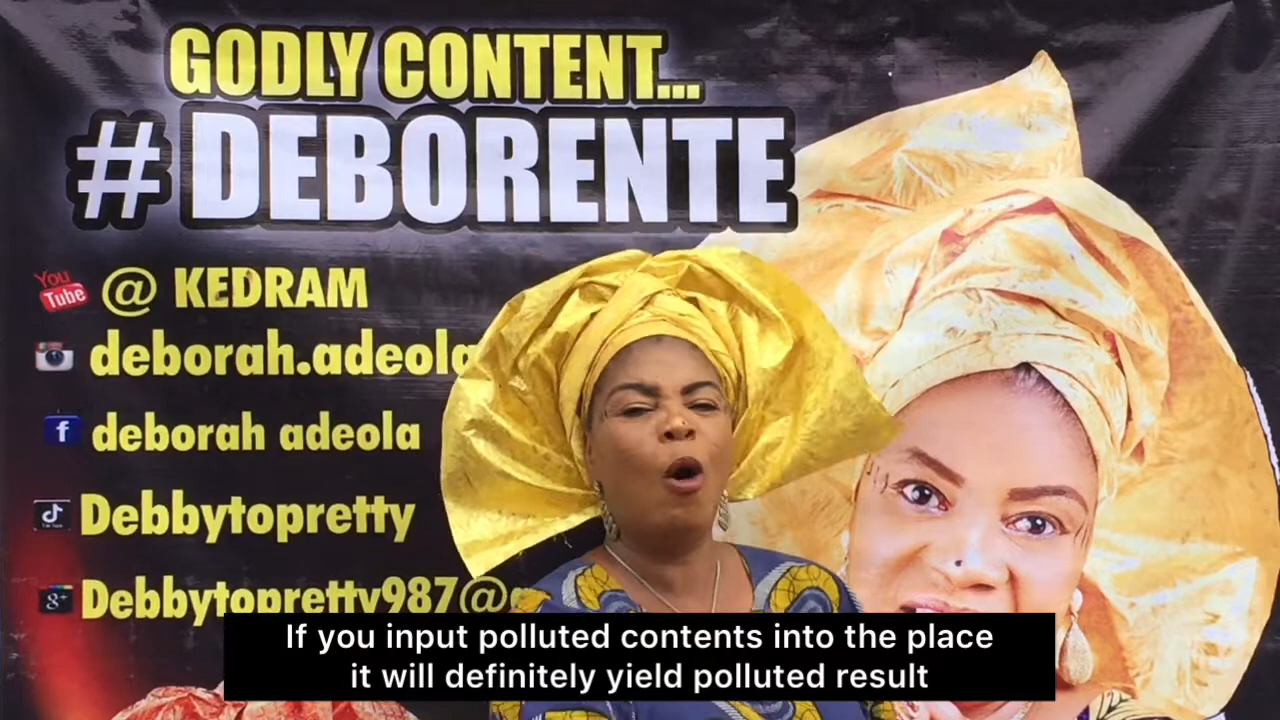 GODLY CONTENT...
# DEBORENTE
You Tube @ KEDRAM
deborah.adeola
f deborah adeola
Debbytopretty
g+ Debbytopretty987@
If you input polluted contents into the place
it will definitely yield polluted result